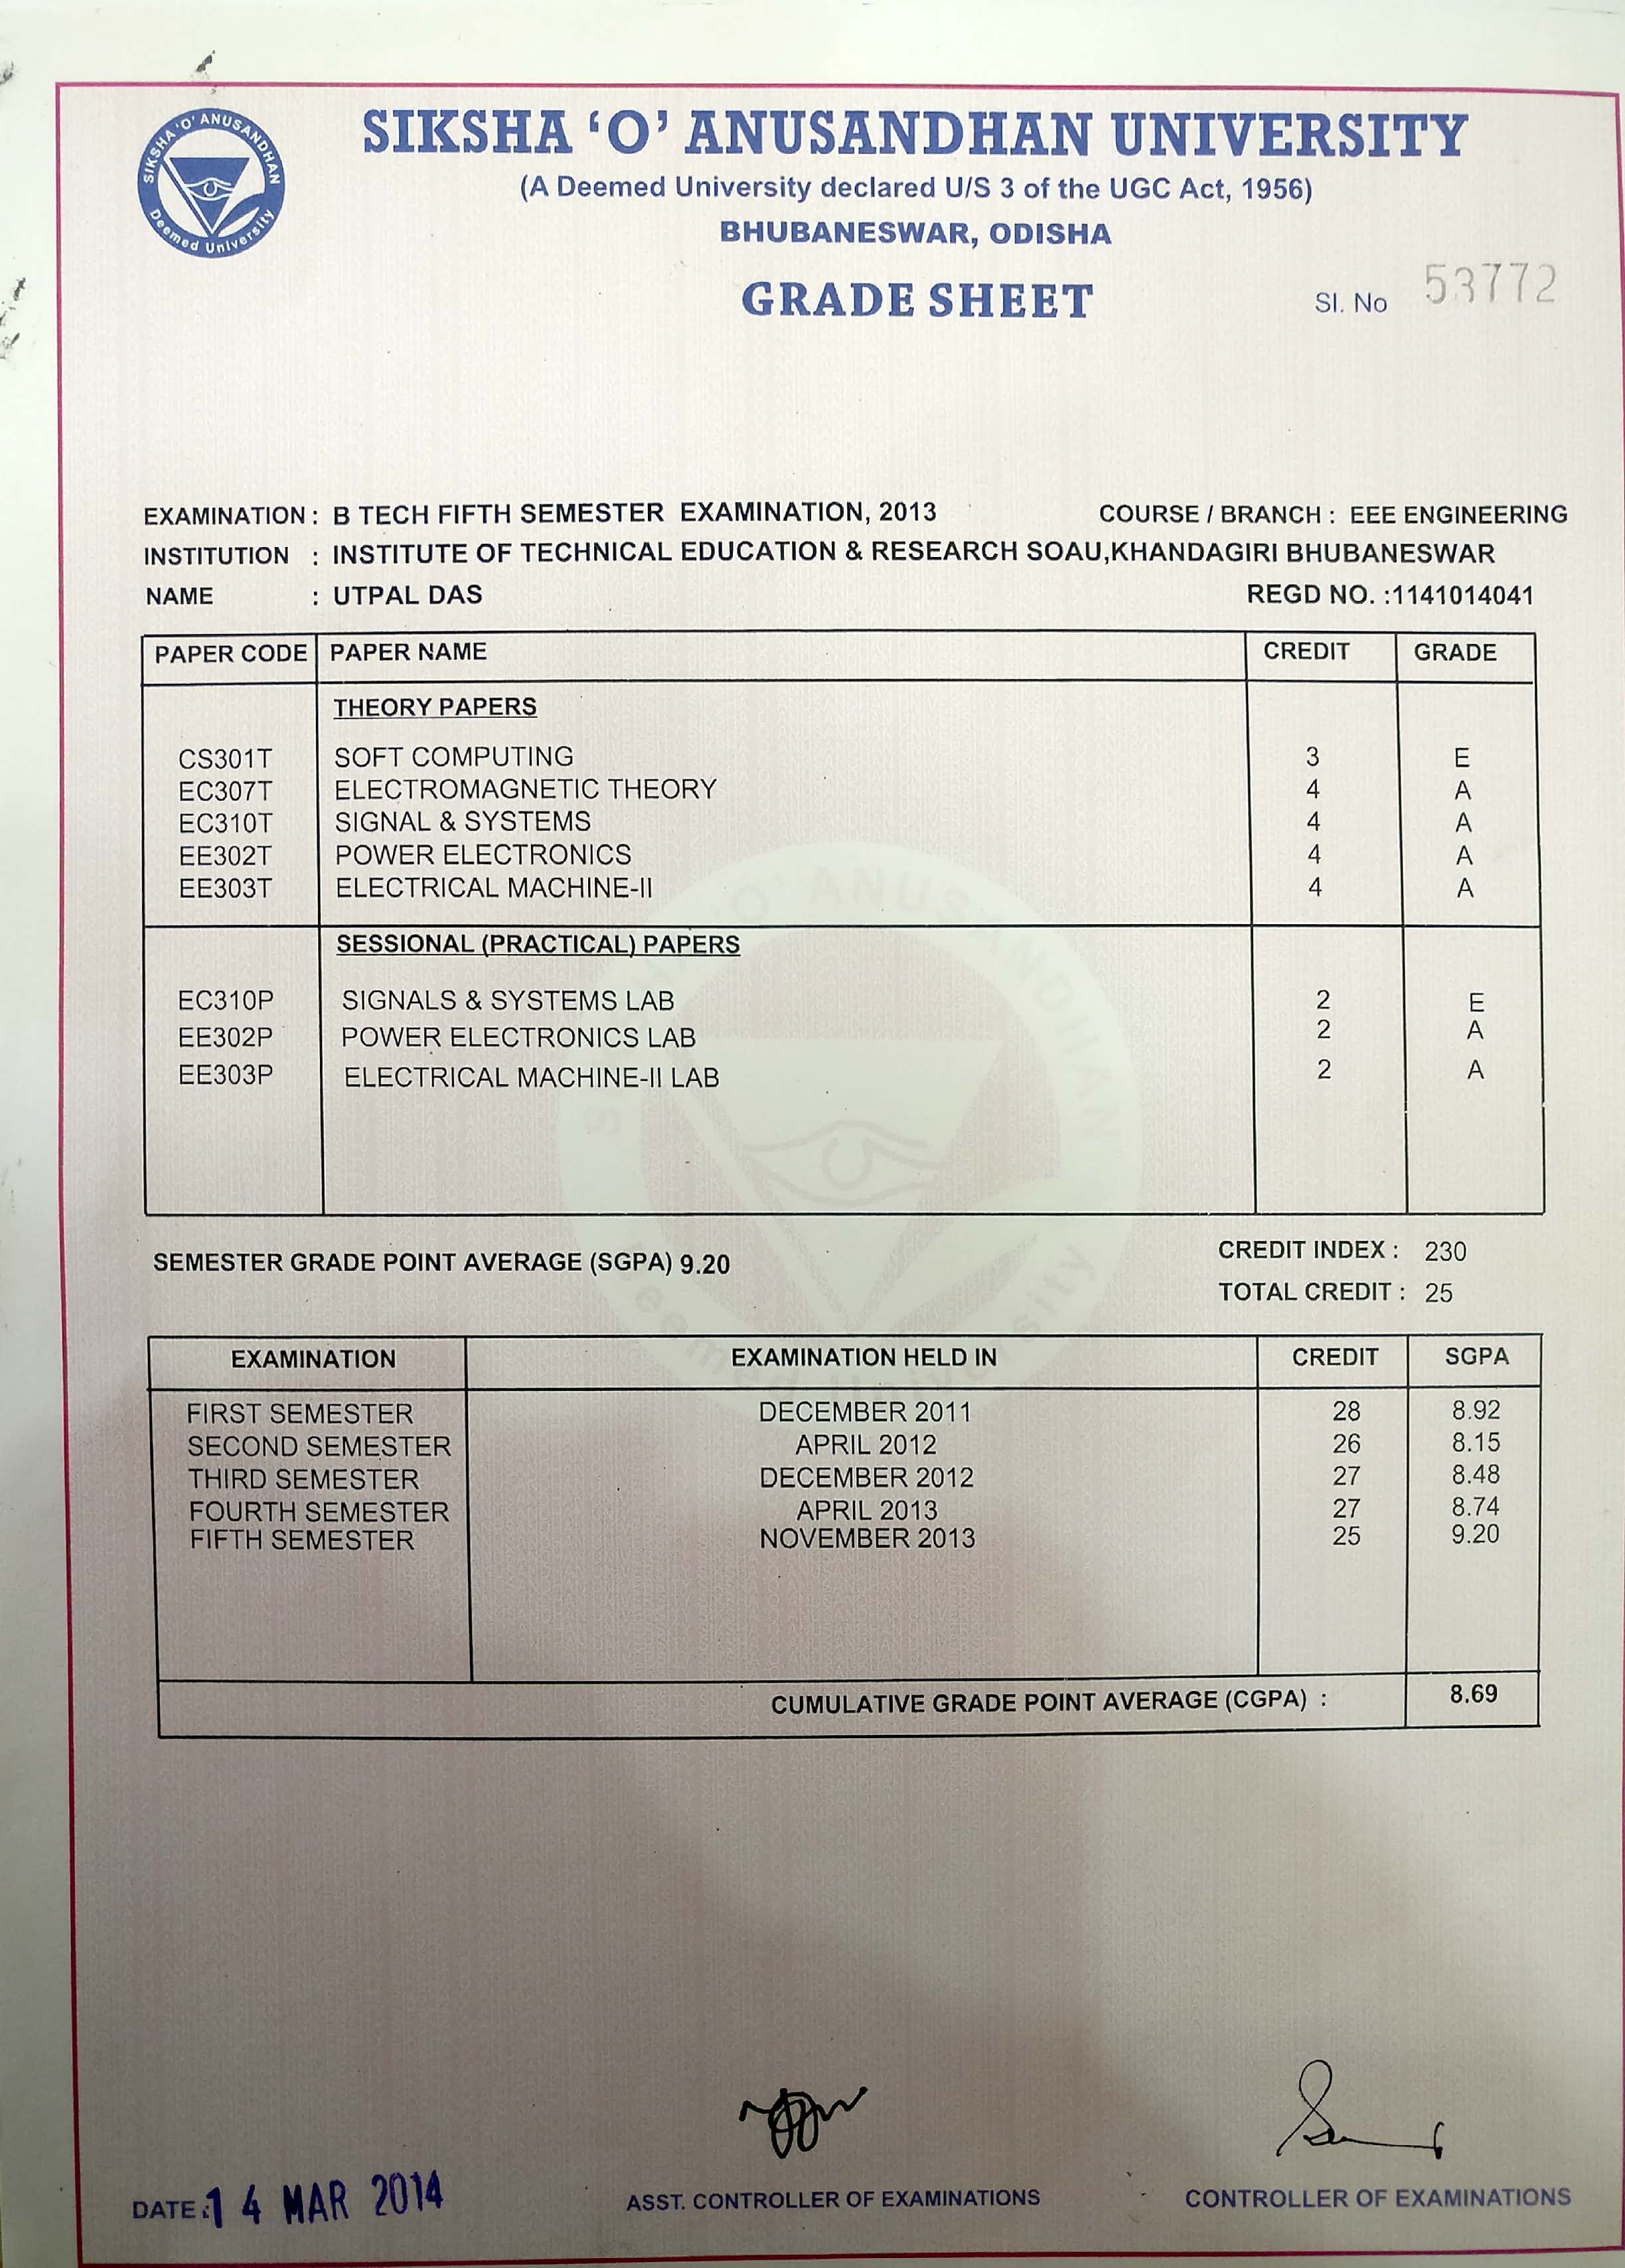 SIKSHA 'O' ANUSANDHAN
Deemed University
SIKSHA ‘O’ ANUSANDHAN UNIVERSITY
(A Deemed University declared U/S 3 of the UGC Act, 1956)
BHUBANESWAR, ODISHA
GRADE SHEET
Sl. No 53772
EXAMINATION : B TECH FIFTH SEMESTER EXAMINATION, 2013 COURSE / BRANCH : EEE ENGINEERING
INSTITUTION : INSTITUTE OF TECHNICAL EDUCATION & RESEARCH SOAU,KHANDAGIRI BHUBANESWAR
NAME : UTPAL DAS REGD NO. :1141014041
PAPER CODE PAPER NAME CREDIT GRADE
THEORY PAPERS
CS301T SOFT COMPUTING 3 E
EC307T ELECTROMAGNETIC THEORY 4 A
EC310T SIGNAL & SYSTEMS 4 A
EE302T POWER ELECTRONICS 4 A
EE303T ELECTRICAL MACHINE-II 4 A
SESSIONAL (PRACTICAL) PAPERS
EC310P SIGNALS & SYSTEMS LAB 2 E
EE302P POWER ELECTRONICS LAB 2 A
EE303P ELECTRICAL MACHINE-II LAB 2 A
SEMESTER GRADE POINT AVERAGE (SGPA) 9.20 CREDIT INDEX : 230
TOTAL CREDIT : 25
EXAMINATION EXAMINATION HELD IN CREDIT SGPA
FIRST SEMESTER DECEMBER 2011 28 8.92
SECOND SEMESTER APRIL 2012 26 8.15
THIRD SEMESTER DECEMBER 2012 27 8.48
FOURTH SEMESTER APRIL 2013 27 8.74
FIFTH SEMESTER NOVEMBER 2013 25 9.20
CUMULATIVE GRADE POINT AVERAGE (CGPA) : 8.69
DATE : 14 MAR 2014 ASST. CONTROLLER OF EXAMINATIONS CONTROLLER OF EXAMINATIONS